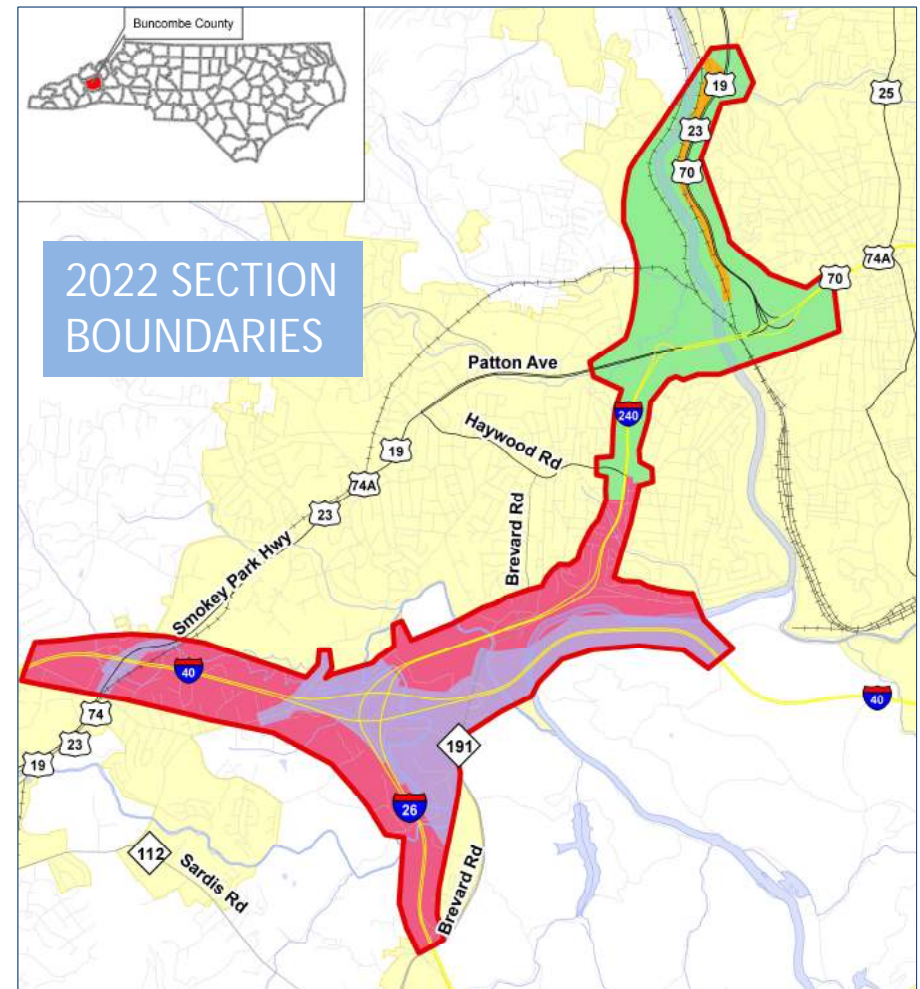 Buncombe County
2022 SECTION
BOUNDARIES
19
23
70
25
74A
70
Patton Ave
240
Haywood Rd
19
74A
23
Brevard Rd
Smokey Park Hwy
40
74
191
40
23
19
26
112
Sardis Rd
Brevard Rd